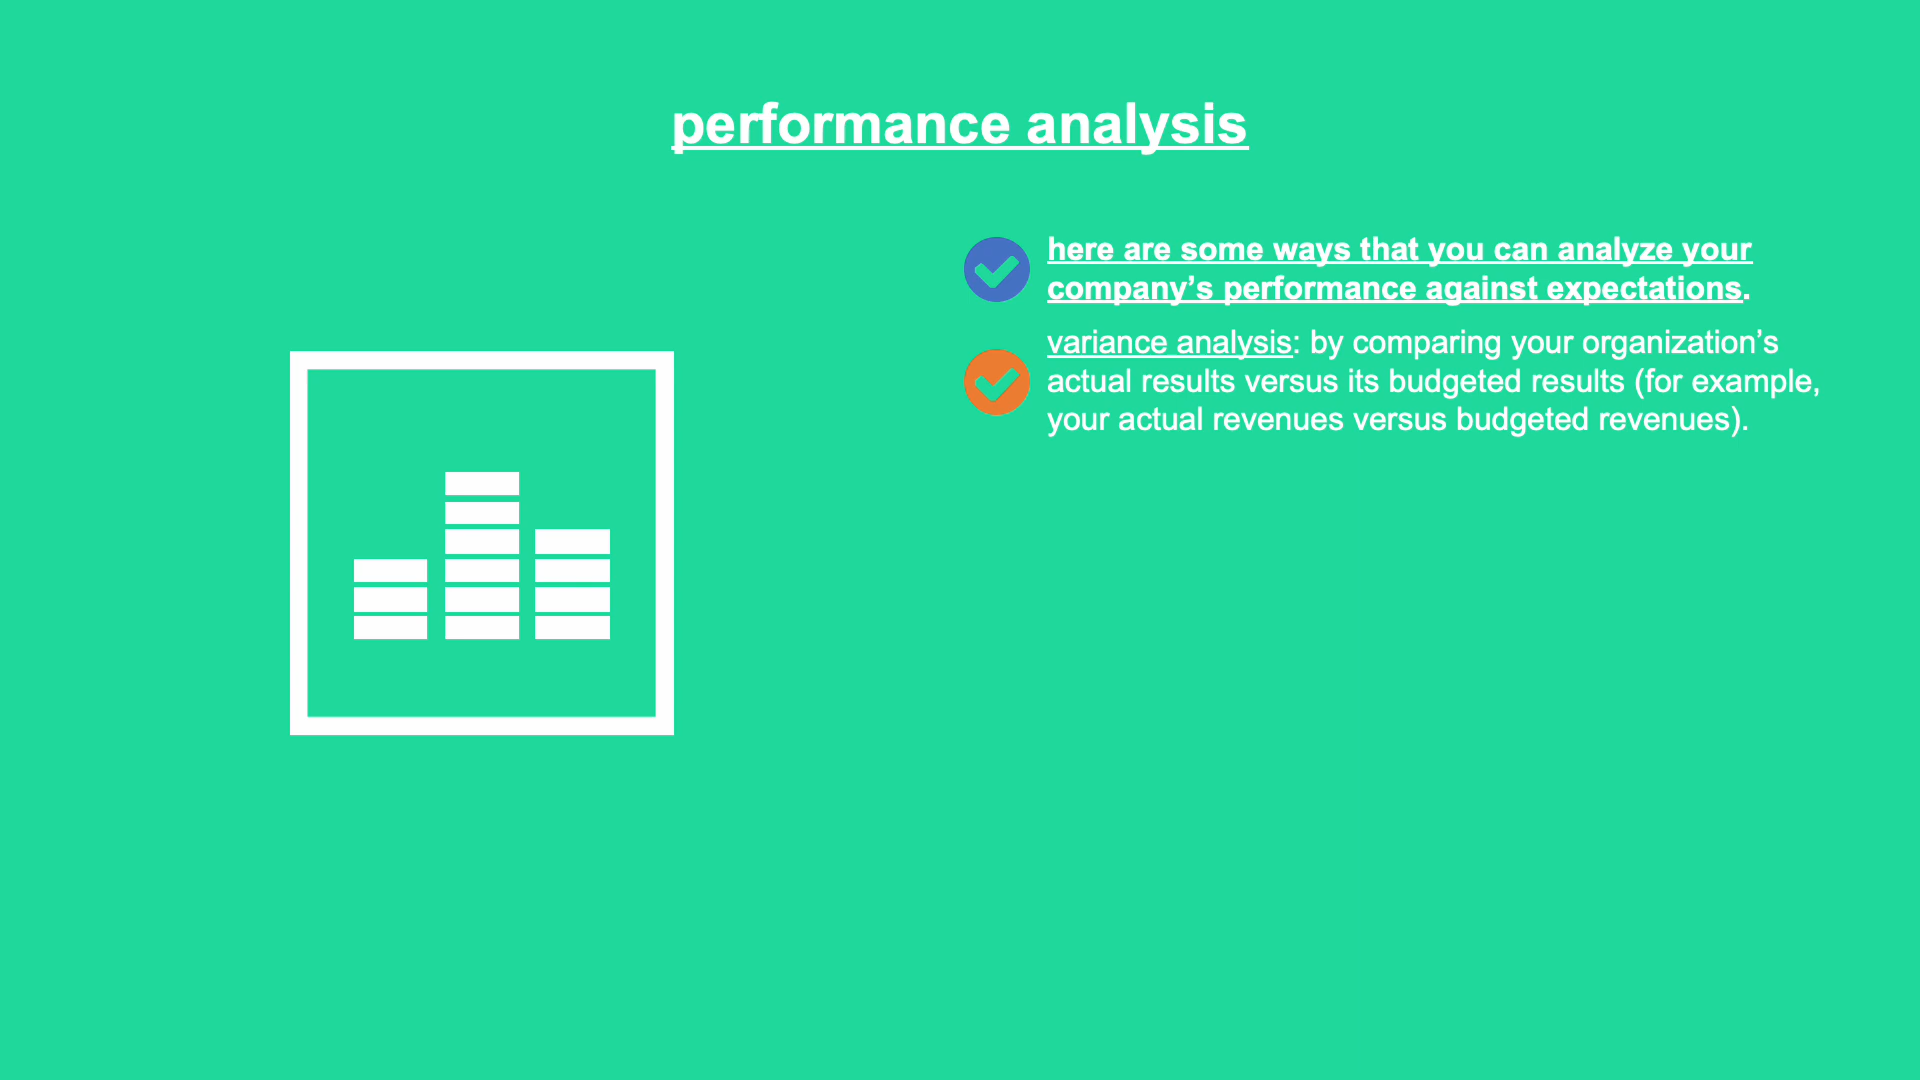 performance analysis
here are some ways that you can analyze your
company’s performance against expectations.
variance analysis: by comparing your organization’s
actual results versus its budgeted results (for example,
your actual revenues versus budgeted revenues).